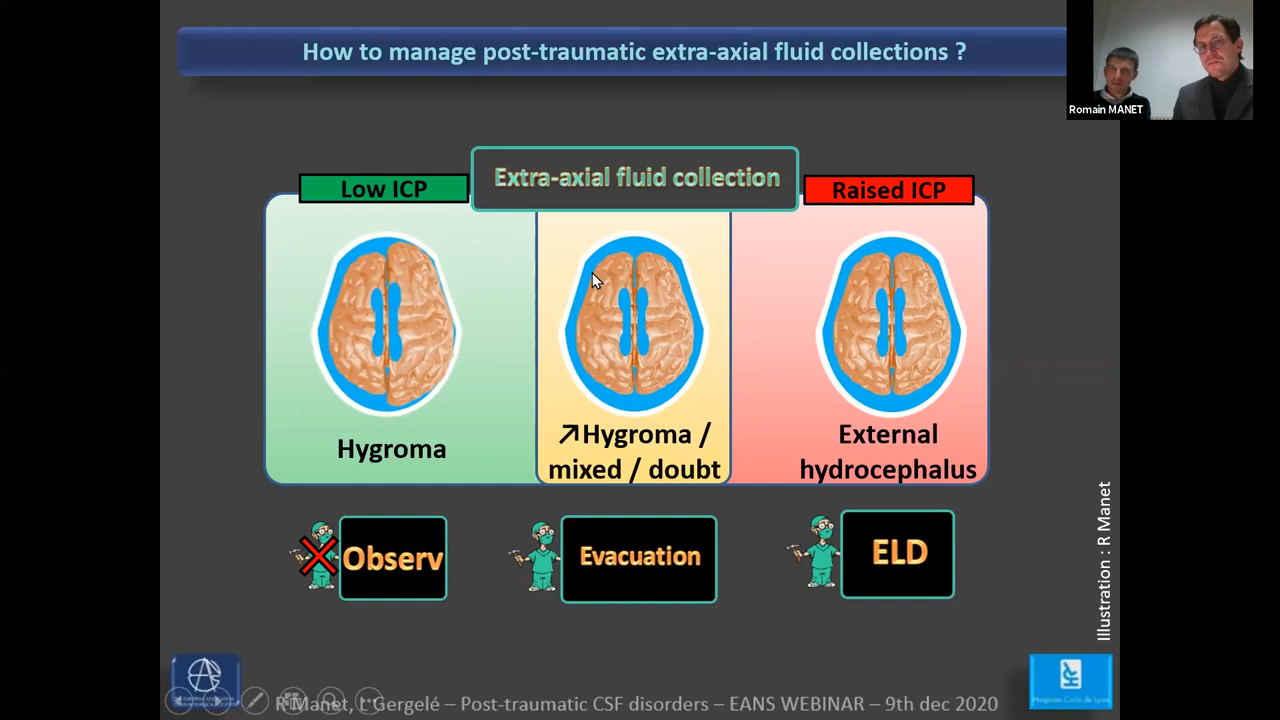 How to manage post-traumatic extra-axial fluid collections ?
Romain MANET
Extra-axial fluid collection
Low ICP
Raised ICP
Hygroma
↗Hygroma /
mixed / doubt
External
hydrocephalus
Observ
Evacuation
ELD
Illustration : R Manet
R Manet, L Gergelé – Post-traumatic CSF disorders – EANS WEBINAR – 9th dec 2020